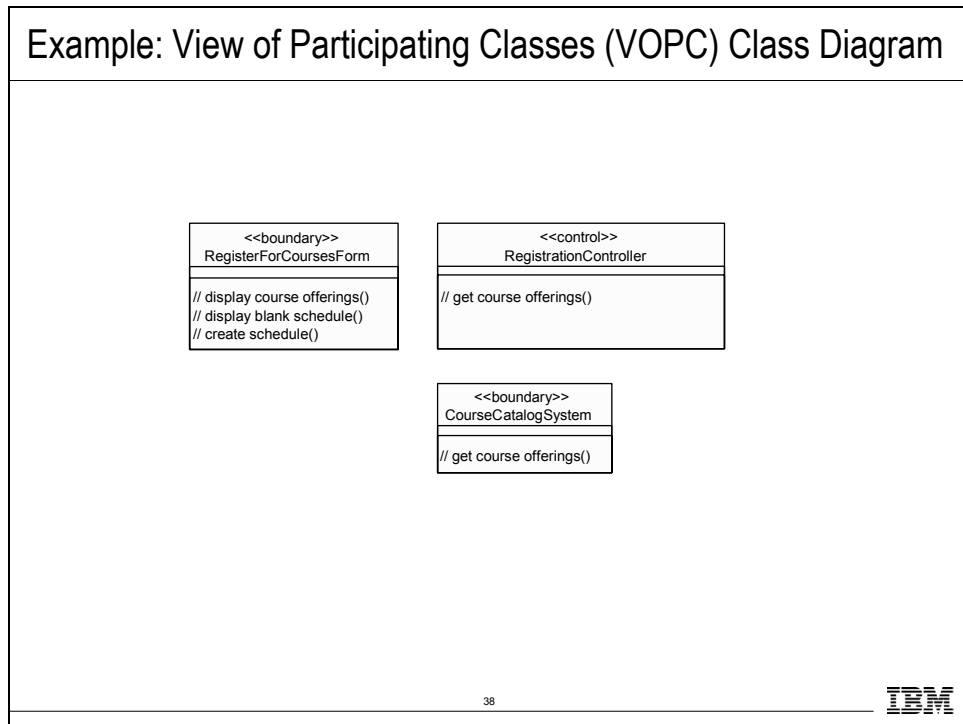 Example: View of Participating Classes (VOPC) Class Diagram
<<boundary>>
RegisterForCoursesForm
// display course offerings()
// display blank schedule()
// create schedule()
<<control>>
RegistrationController
// get course offerings()
<<boundary>>
CourseCatalogSystem
// get course offerings()
38
IBM